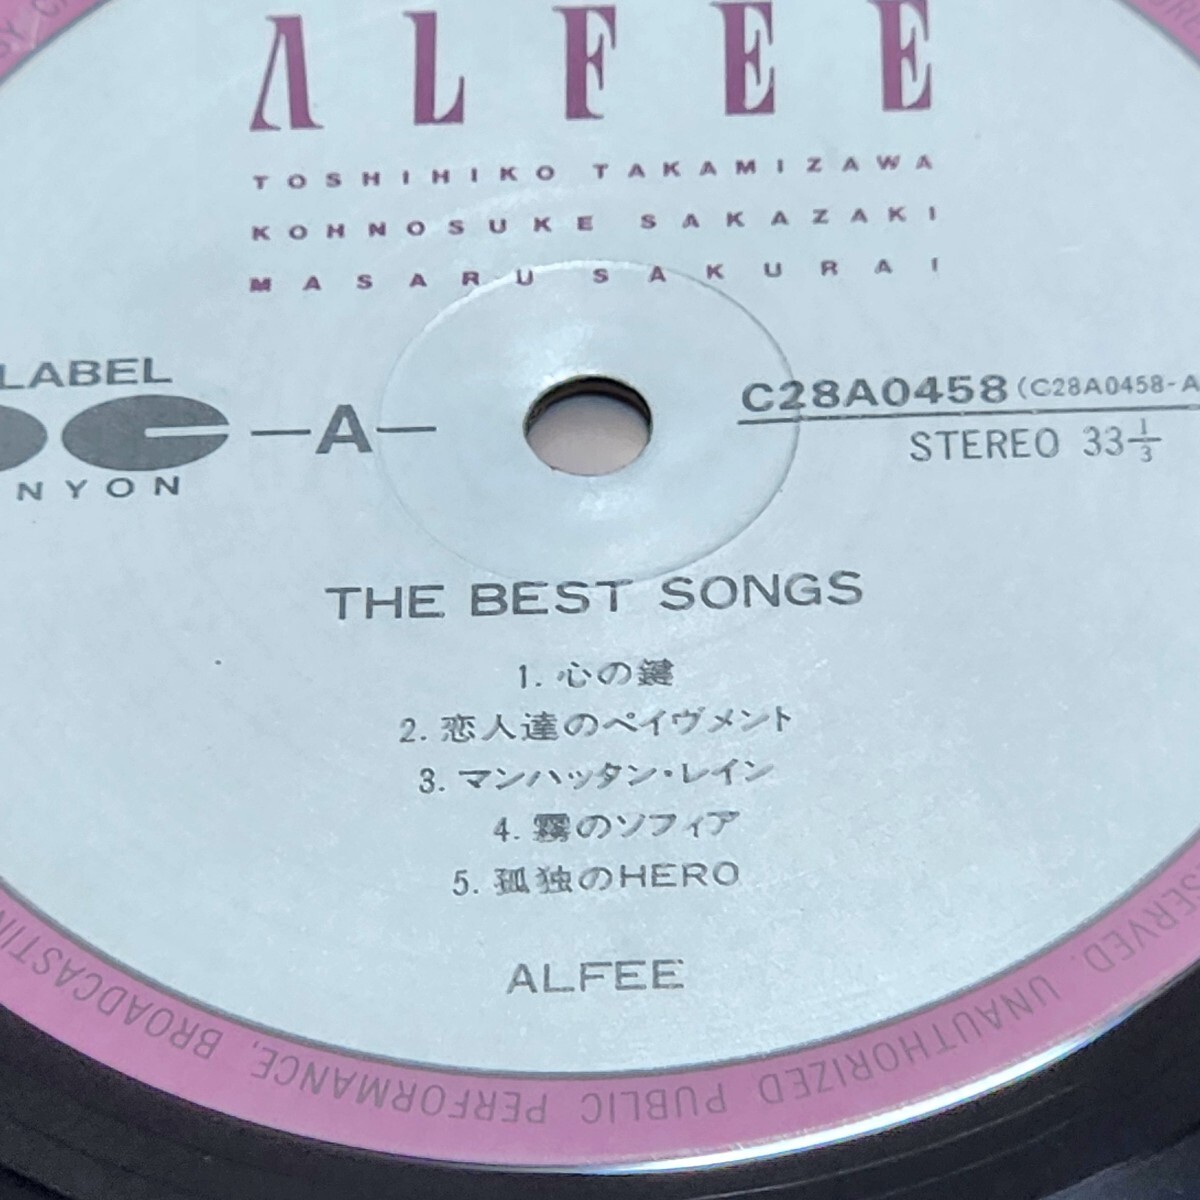 ALFEE
TOSHIHIKO TAKAMIZAWA
KOHNOSUKE SAKAZAKI
MASARU SAKURAI
LABEL
NYON
—A—
C28A0458 (C28A0458-A
STEREO 33 1/3
THE BEST SONGS
1. 心の鍵
2. 恋人達のペイヴメント
3. マンハッタン・レイン
4. 霧のソフィア
5. 孤独のHERO
ALFEE
SERVED. UNAUTHORIZED PUBLIC PERFORMANCE, BROADCASTIN